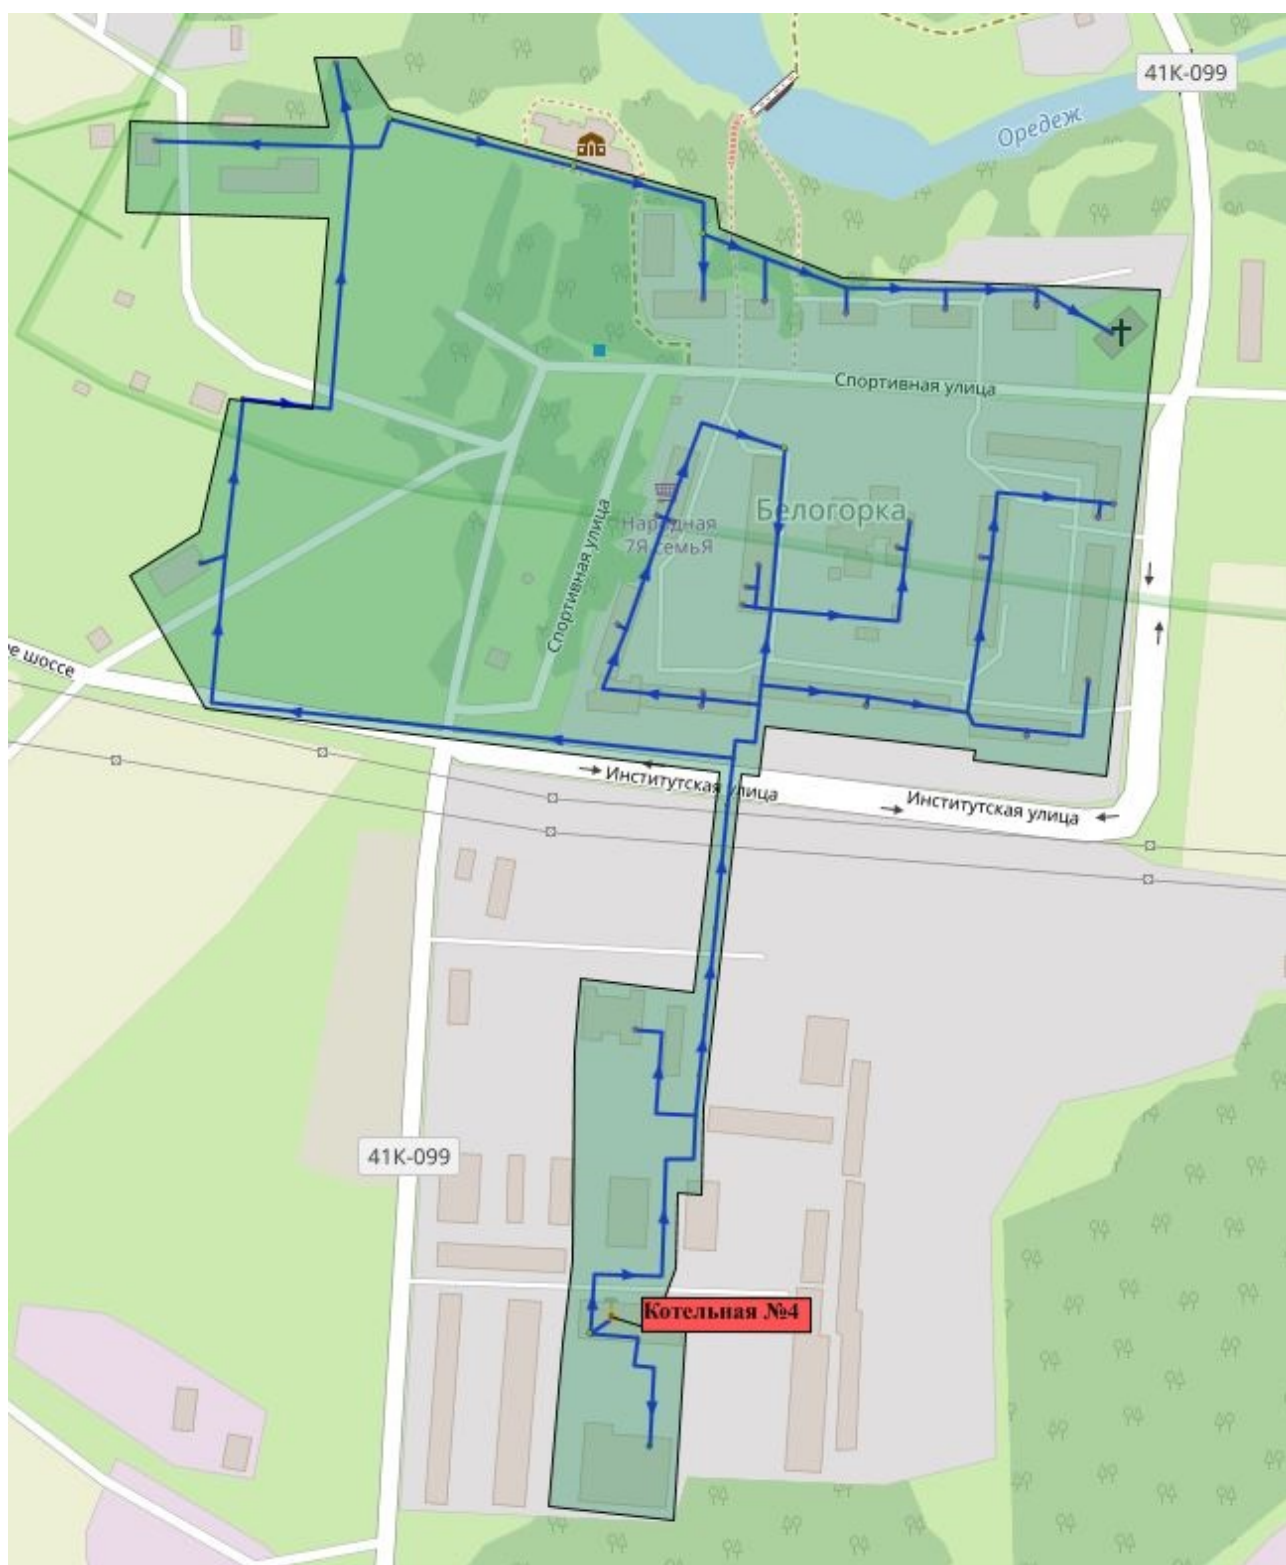 41К-099
Оредеж
Спортивная улица
Белогорка
Народная
7Я семьЯ
Спортивная улица
ое шоссе
Институтская улица
Институтская улица
41К-099
Котельная №4